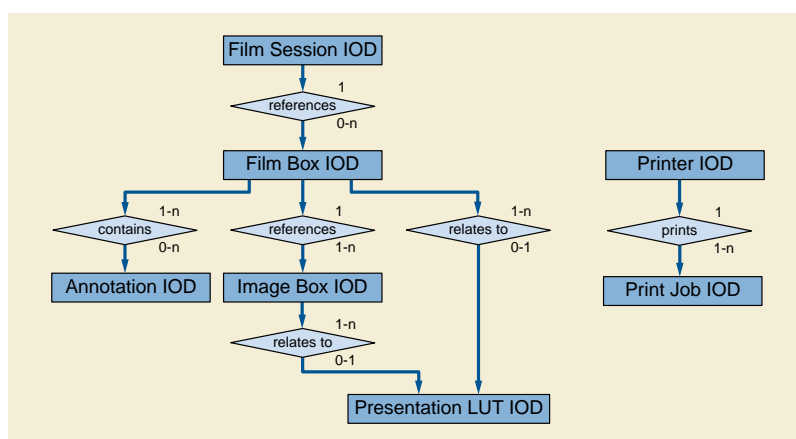 Film Session IOD
1
references
0-n
Film Box IOD
Printer IOD
1-n
1
1-n
1
contains
references
relates to
prints
0-n
1-n
0-1
1-n
Annotation IOD
Image Box IOD
Print Job IOD
1-n
relates to
0-1
Presentation LUT IOD